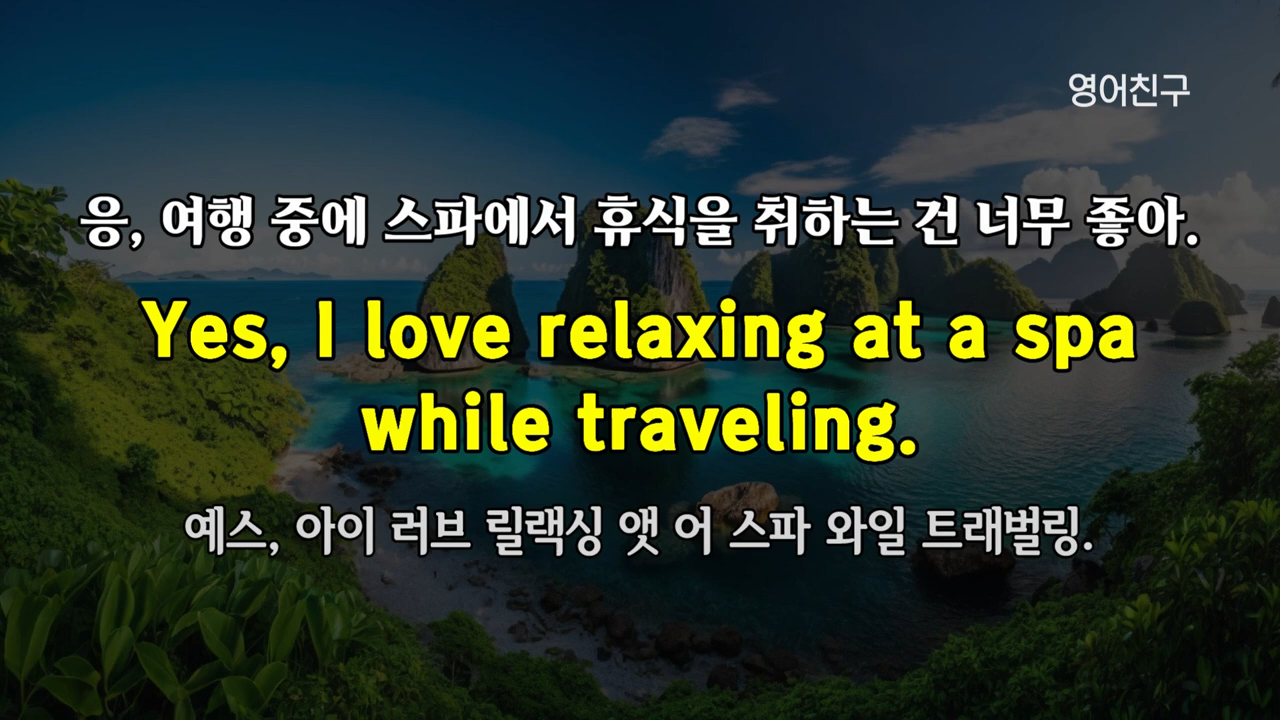 영어친구
응, 여행 중에 스파에서 휴식을 취하는 건 너무 좋아.
Yes, I love relaxing at a spa
while traveling.
예스, 아이 러브 릴랙싱 앳 어 스파 와일 트래벌링.